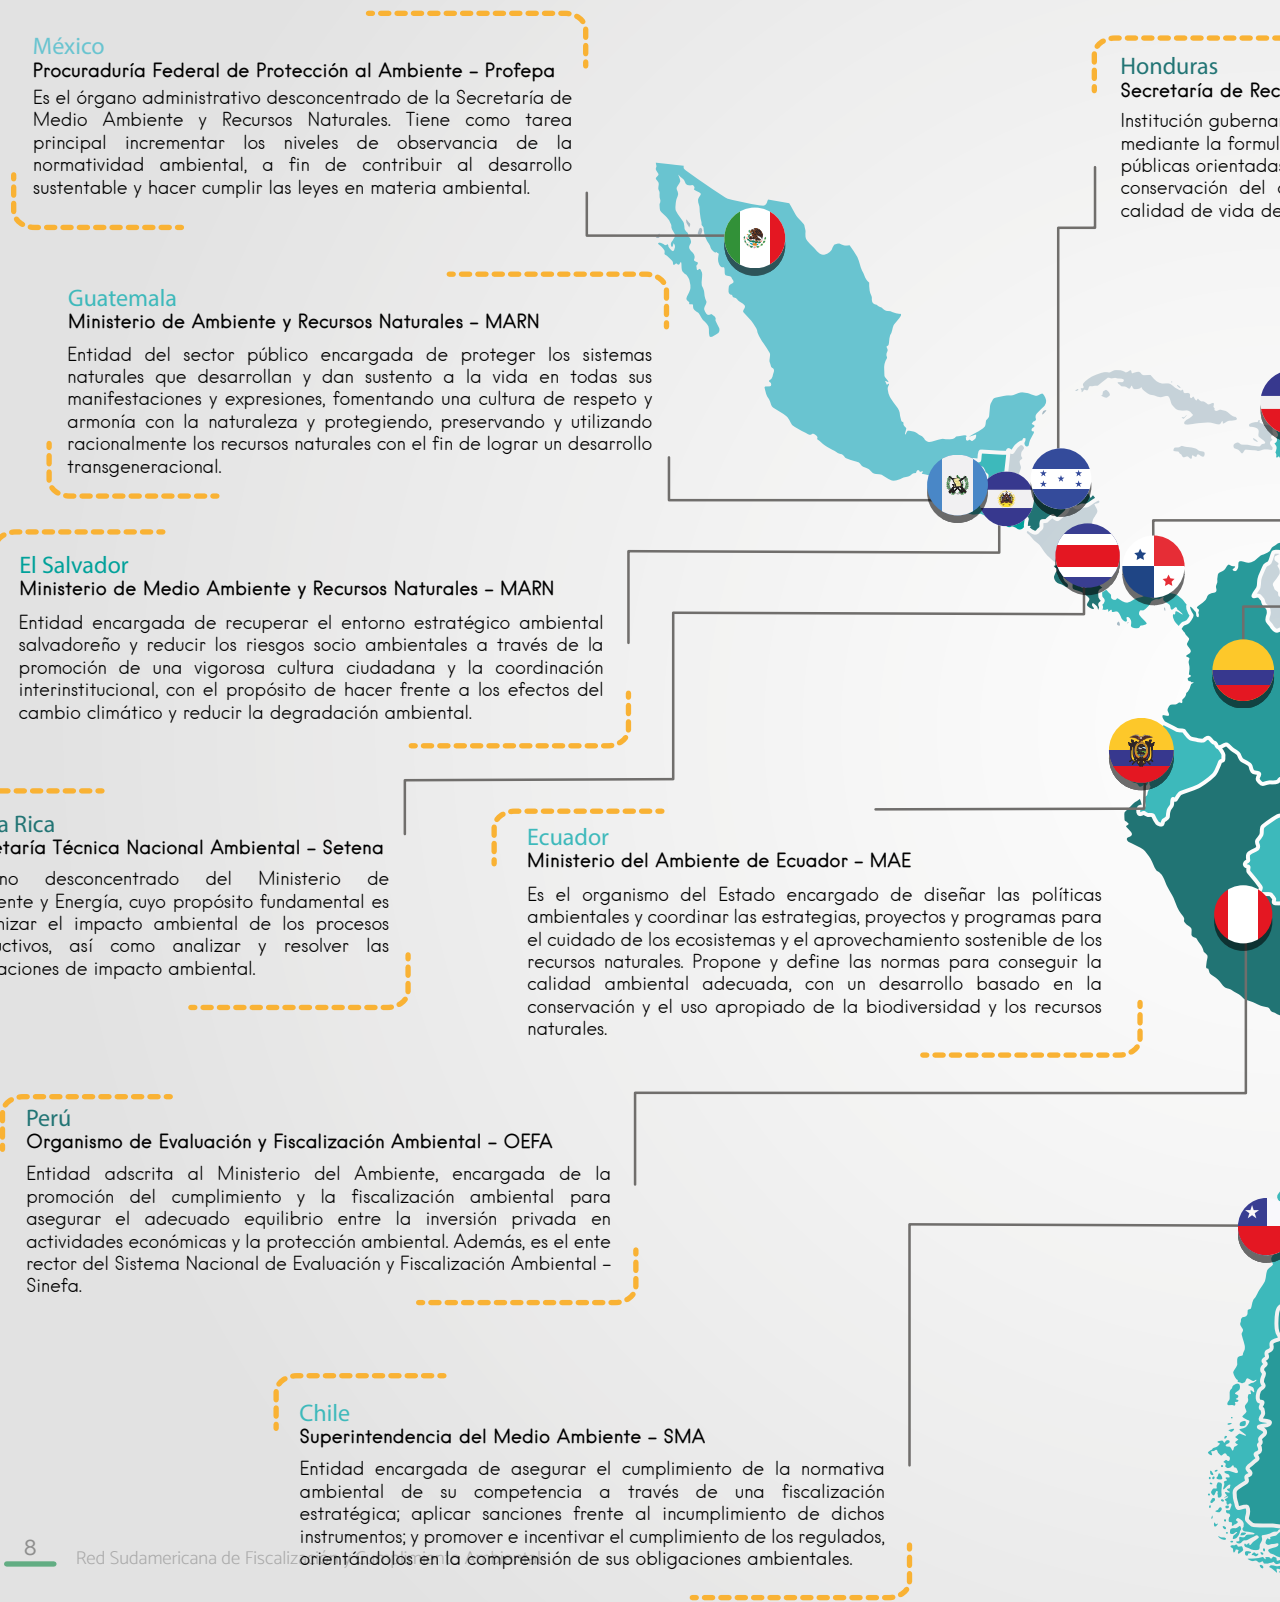 México
Procuraduría Federal de Protección al Ambiente – Profepa
Es el órgano administrativo desconcentrado de la Secretaría de
Medio Ambiente y Recursos Naturales. Tiene como tarea
principal incrementar los niveles de observancia de la
normatividad ambiental, a fin de contribuir al desarrollo
sustentable y hacer cumplir las leyes en materia ambiental.
Honduras
Secretaría de Rec
Institución guberna
mediante la formul
públicas orientadas
conservación del
calidad de vida de
Guatemala
Ministerio de Ambiente y Recursos Naturales – MARN
Entidad del sector público encargada de proteger los sistemas
naturales que desarrollan y dan sustento a la vida en todas sus
manifestaciones y expresiones, fomentando una cultura de respeto y
armonía con la naturaleza y protegiendo, preservando y utilizando
racionalmente los recursos naturales con el fin de lograr un desarrollo
transgeneracional.
El Salvador
Ministerio de Medio Ambiente y Recursos Naturales – MARN
Entidad encargada de recuperar el entorno estratégico ambiental
salvadoreño y reducir los riesgos socio ambientales a través de la
promoción de una vigorosa cultura ciudadana y la coordinación
interinstitucional, con el propósito de hacer frente a los efectos del
cambio climático y reducir la degradación ambiental.
a Rica
etaría Técnica Nacional Ambiental – Setena
no desconcentrado del Ministerio de
ente y Energía, cuyo propósito fundamental es
nizar el impacto ambiental de los procesos
uctivos, así como analizar y resolver las
aciones de impacto ambiental.
Ecuador
Ministerio del Ambiente de Ecuador – MAE
Es el organismo del Estado encargado de diseñar las políticas
ambientales y coordinar las estrategias, proyectos y programas para
el cuidado de los ecosistemas y el aprovechamiento sostenible de los
recursos naturales. Propone y define las normas para conseguir la
calidad ambiental adecuada, con un desarrollo basado en la
conservación y el uso apropiado de la biodiversidad y los recursos
naturales.
Perú
Organismo de Evaluación y Fiscalización Ambiental – OEFA
Entidad adscrita al Ministerio del Ambiente, encargada de la
promoción del cumplimiento y la fiscalización ambiental para
asegurar el adecuado equilibrio entre la inversión privada en
actividades económicas y la protección ambiental. Además, es el ente
rector del Sistema Nacional de Evaluación y Fiscalización Ambiental –
Sinefa.
Chile
Superintendencia del Medio Ambiente – SMA
Entidad encargada de asegurar el cumplimiento de la normativa
ambiental de su competencia a través de una fiscalización
estratégica; aplicar sanciones frente al incumplimiento de dichos
instrumentos; y promover e incentivar el cumplimiento de los regulados,
orientándolos en la comprensión de sus obligaciones ambientales.
8
Red Sudamericana de Fiscalización y Cumplimiento Ambiental